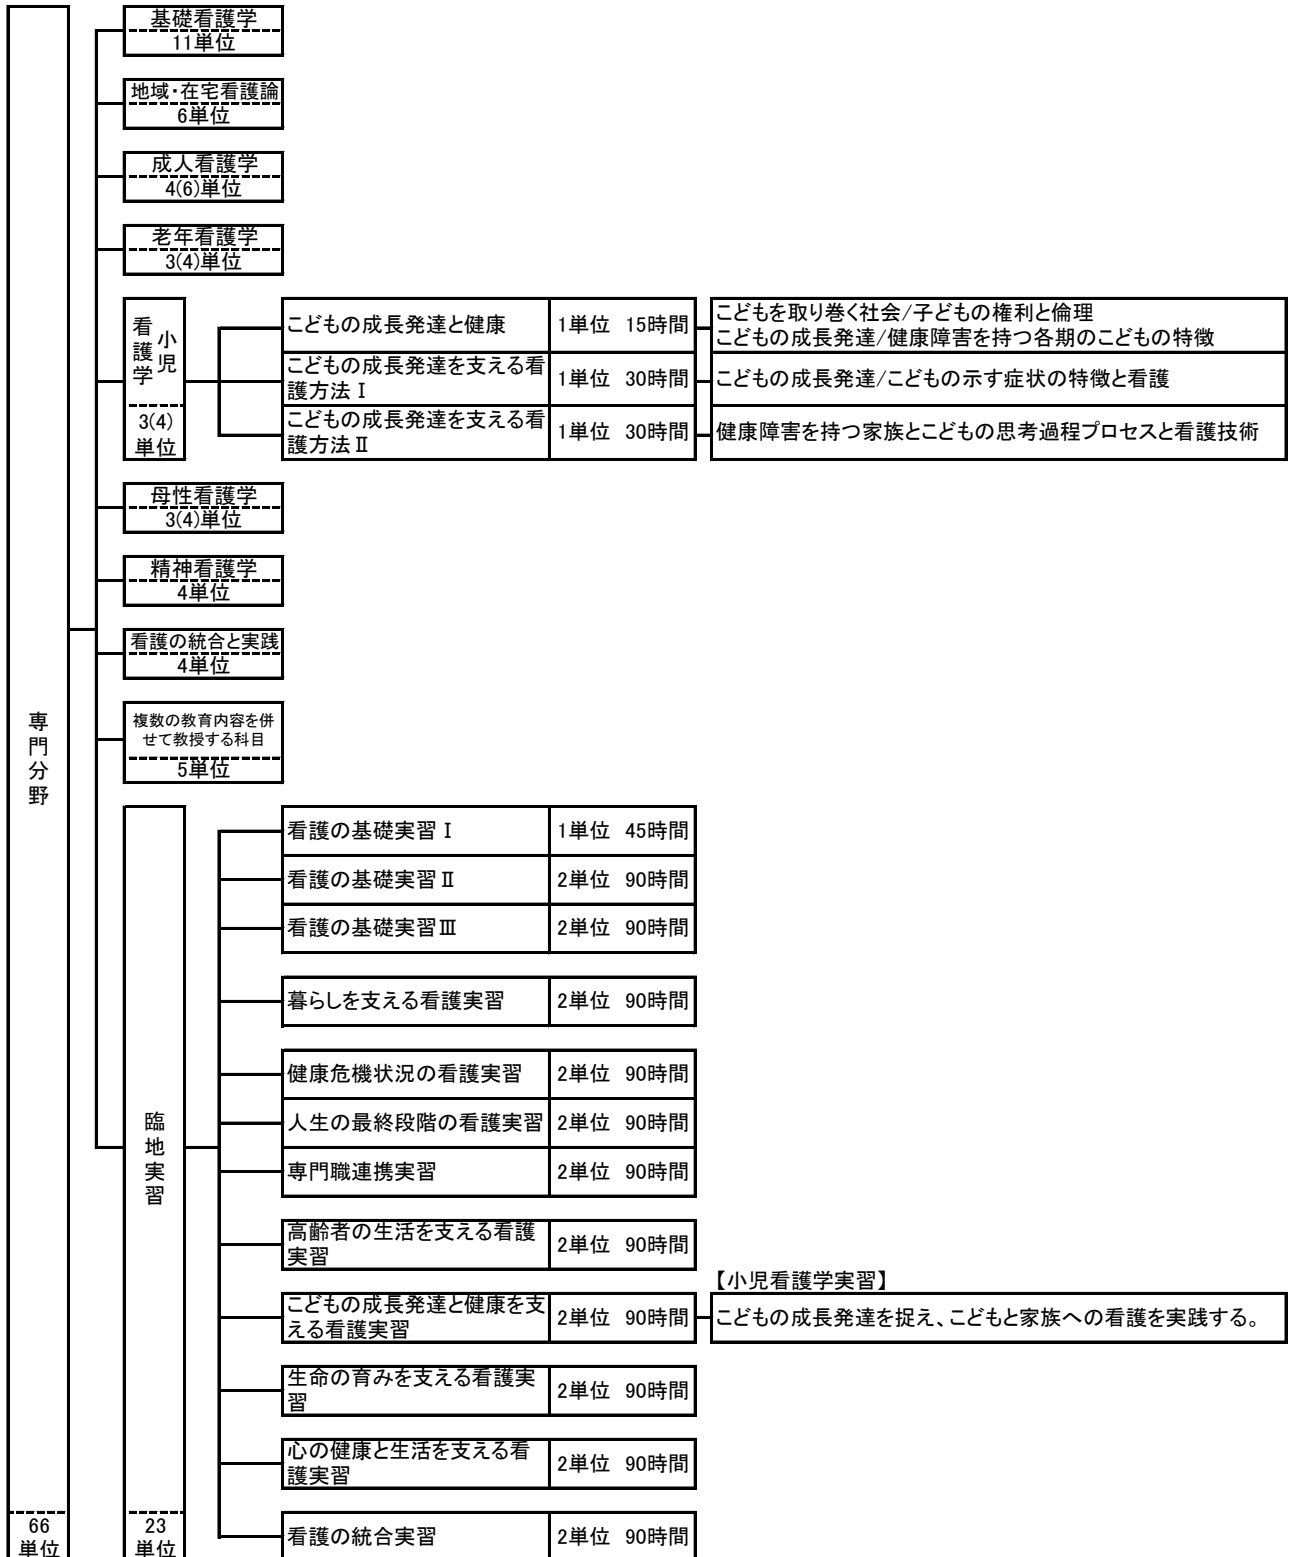 専門分野
66
単位
基礎看護学
11単位
地域・在宅看護論
6単位
成人看護学
4(6)単位
老年看護学
3(4)単位
小児
看護学
3(4)
単位
こどもの成長発達と健康
1単位 15時間
こどもを取り巻く社会/子どもの権利と倫理
こどもの成長発達/健康障害を持つ各期のこどもの特徴
こどもの成長発達を支える看
護方法Ⅰ
1単位 30時間
こどもの成長発達/こどもの示す症状の特徴と看護
こどもの成長発達を支える看
護方法Ⅱ
1単位 30時間
健康障害を持つ家族とこどもの思考過程プロセスと看護技術
母性看護学
3(4)単位
精神看護学
4単位
看護の統合と実践
4単位
複数の教育内容を併
せて教授する科目
5単位
臨地実習
23
単位
看護の基礎実習Ⅰ
1単位 45時間
看護の基礎実習Ⅱ
2単位 90時間
看護の基礎実習Ⅲ
2単位 90時間
暮らしを支える看護実習
2単位 90時間
健康危機状況の看護実習
2単位 90時間
人生の最終段階の看護実習
2単位 90時間
専門職連携実習
2単位 90時間
高齢者の生活を支える看護
実習
2単位 90時間
【小児看護学実習】
こどもの成長発達と健康を支
える看護実習
2単位 90時間
こどもの成長発達を捉え、こどもと家族への看護を実践する。
生命の育みを支える看護実
習
2単位 90時間
心の健康と生活を支える看
護実習
2単位 90時間
看護の統合実習
2単位 90時間